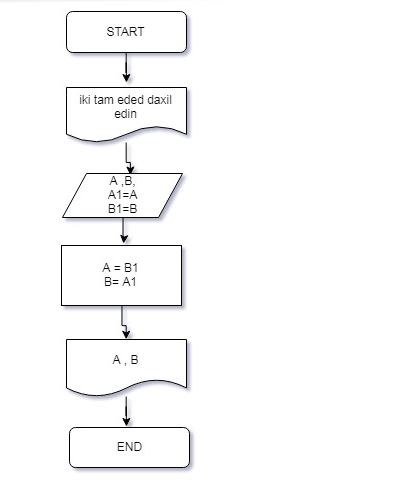 START
iki tam eded daxil
edin
A ,B,
A1=A
B1=B
A = B1
B= A1
A , B
END